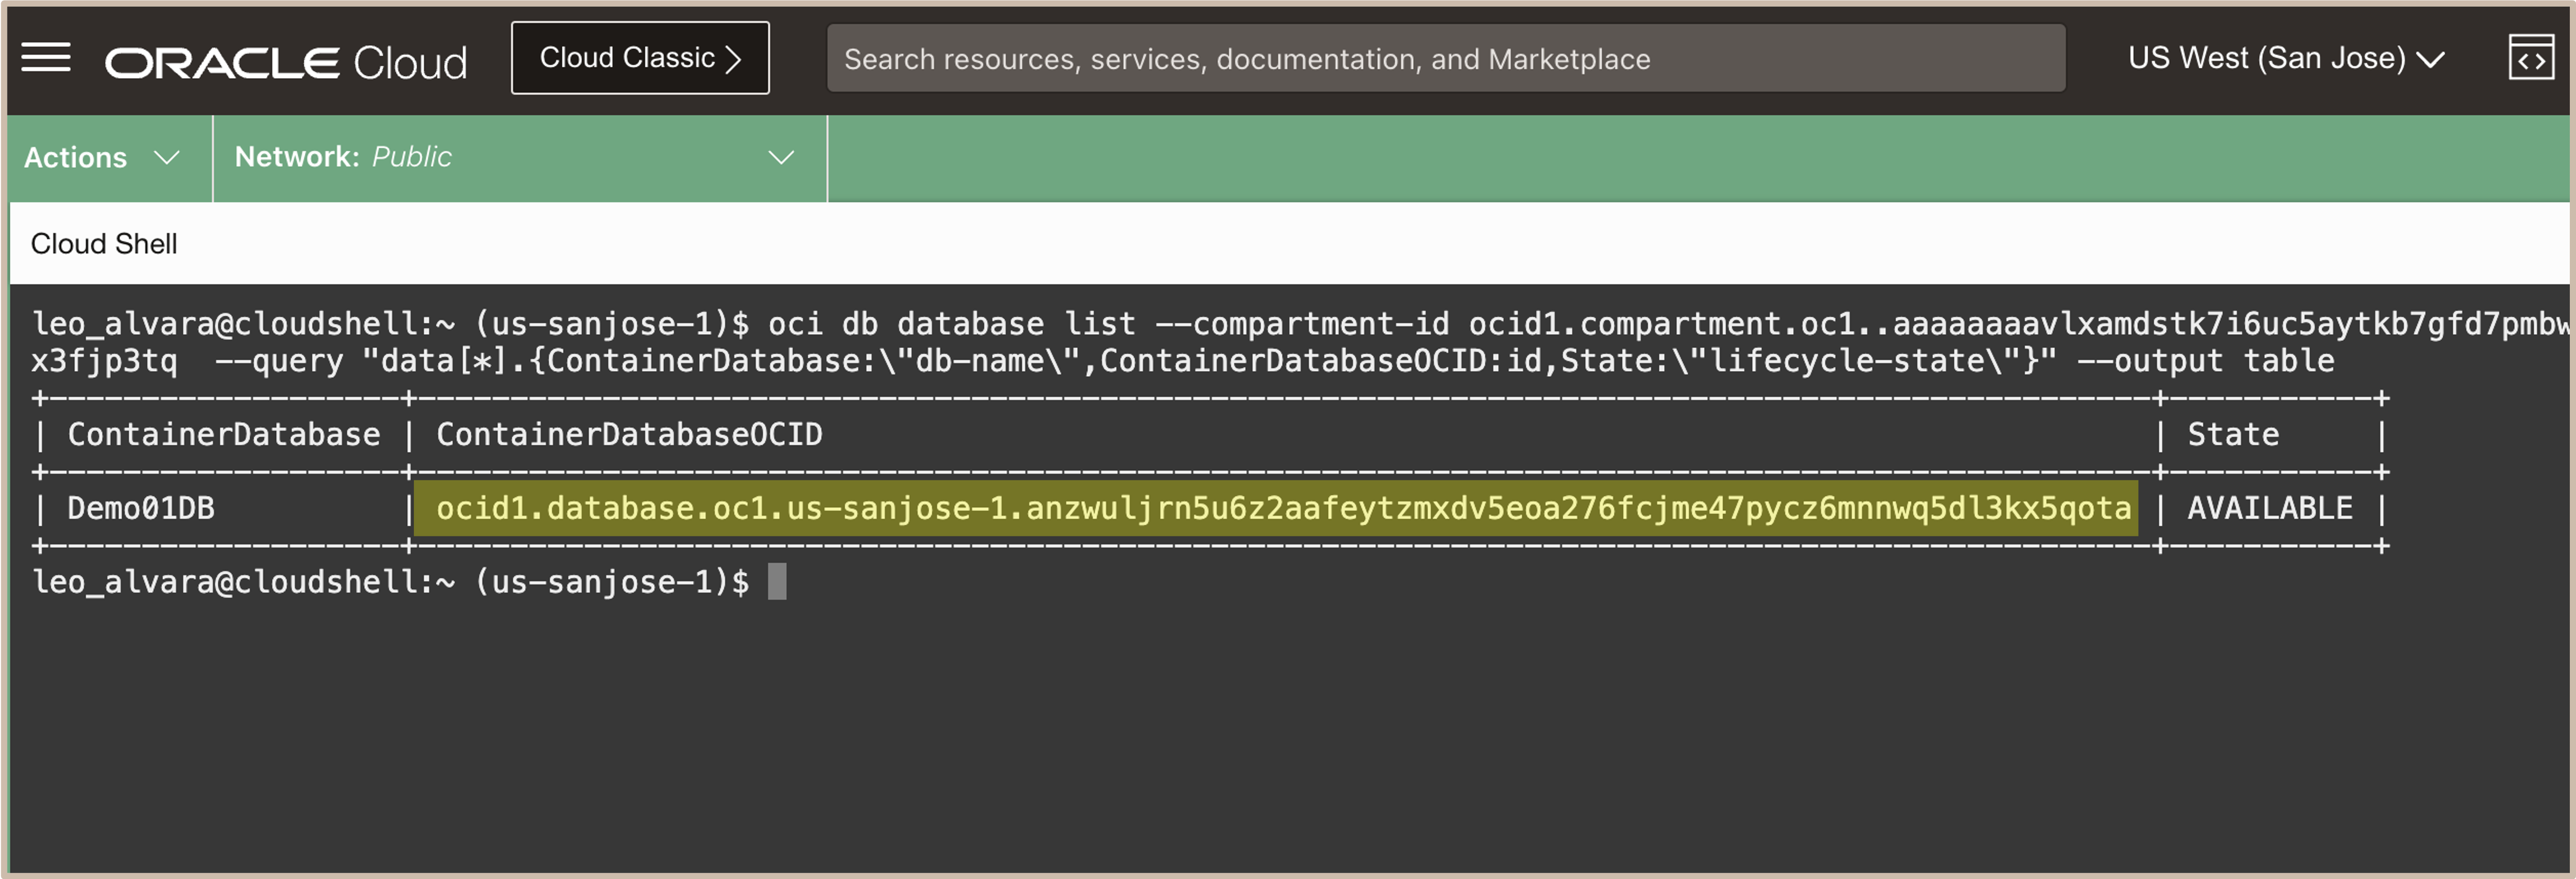 ORACLE Cloud
Cloud Classic
Search resources, services, documentation, and Marketplace
US West (San Jose)
Actions
Network: Public
Cloud Shell
leo_alvara@cloudshell:~ (us-sanjose-1)$ oci db database list --compartment-id ocid1.compartment.oc1..aaaaaaaavlxamdstk7i6uc5aytkb7gfd7pmbw
x3fjp3tq  --query "data[*].{ContainerDatabase:\"db-name\",ContainerDatabaseOCID:id,State:\"lifecycle-state\"}" --output table
+-------------------+----------------------------------------------------------------------------------------------+-----------+
| ContainerDatabase | ContainerDatabaseOCID                                                                        | State     |
+-------------------+----------------------------------------------------------------------------------------------+-----------+
| Demo01DB          | ocid1.database.oc1.us-sanjose-1.anzwuljrn5u6z2aafeytzmxdv5eoa276fcjme47pycz6mnnwq5dl3kx5qota | AVAILABLE |
+-------------------+----------------------------------------------------------------------------------------------+-----------+
leo_alvara@cloudshell:~ (us-sanjose-1)$